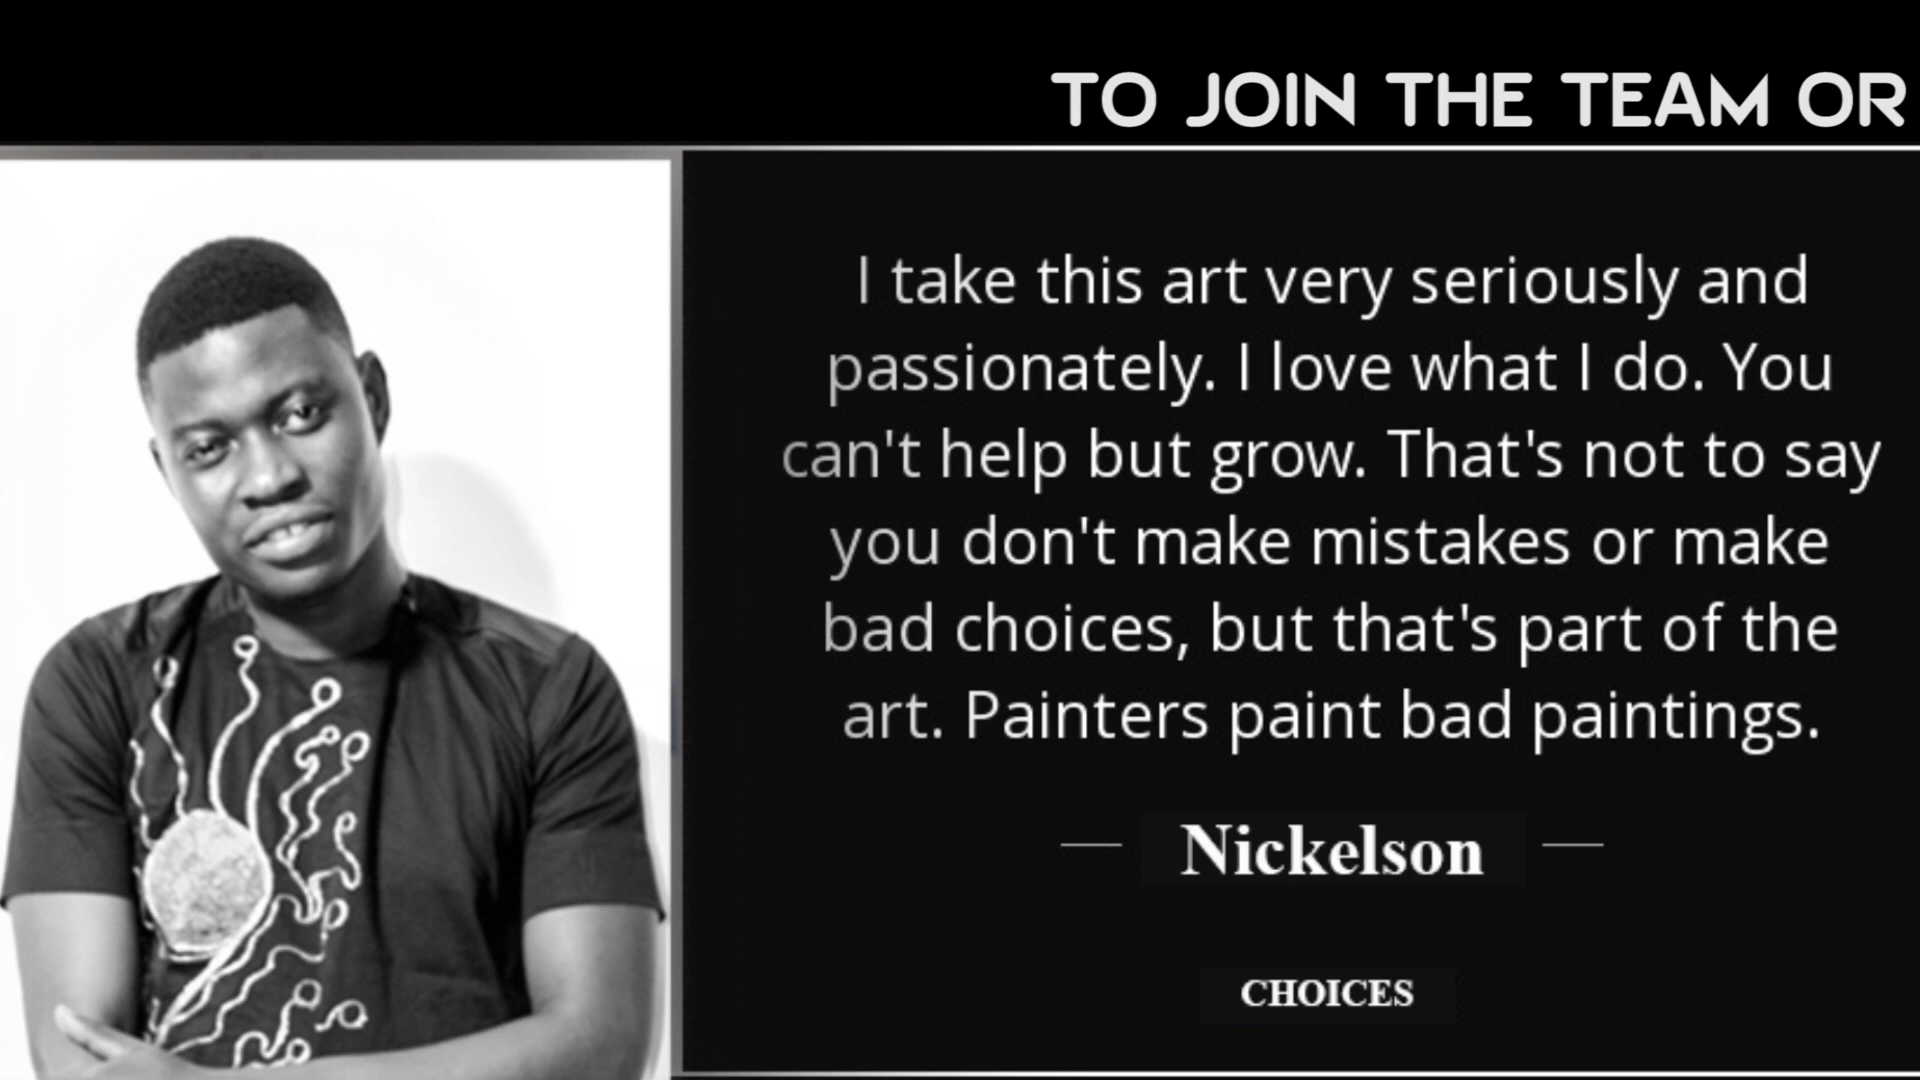 TO JOIN THE TEAM OR
I take this art very seriously and
passionately. I love what I do. You
can't help but grow. That's not to say
you don't make mistakes or make
bad choices, but that's part of the
art. Painters paint bad paintings.
Nickelson
CHOICES